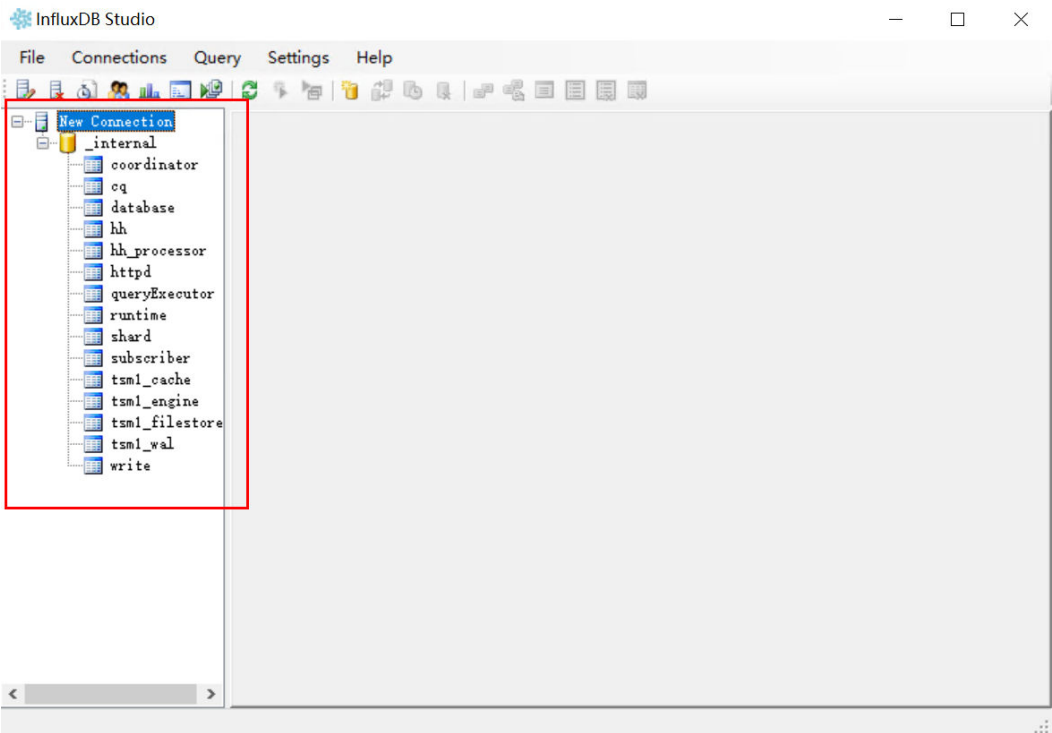 InfluxDB Studio
File Connections Query Settings Help
New Connection
_internal
coordinator
cq
database
hh
hh_processor
httpd
queryExecutor
runtime
shard
subscriber
tsm1_cache
tsm1_engine
tsm1_filestore
tsm1_wal
write